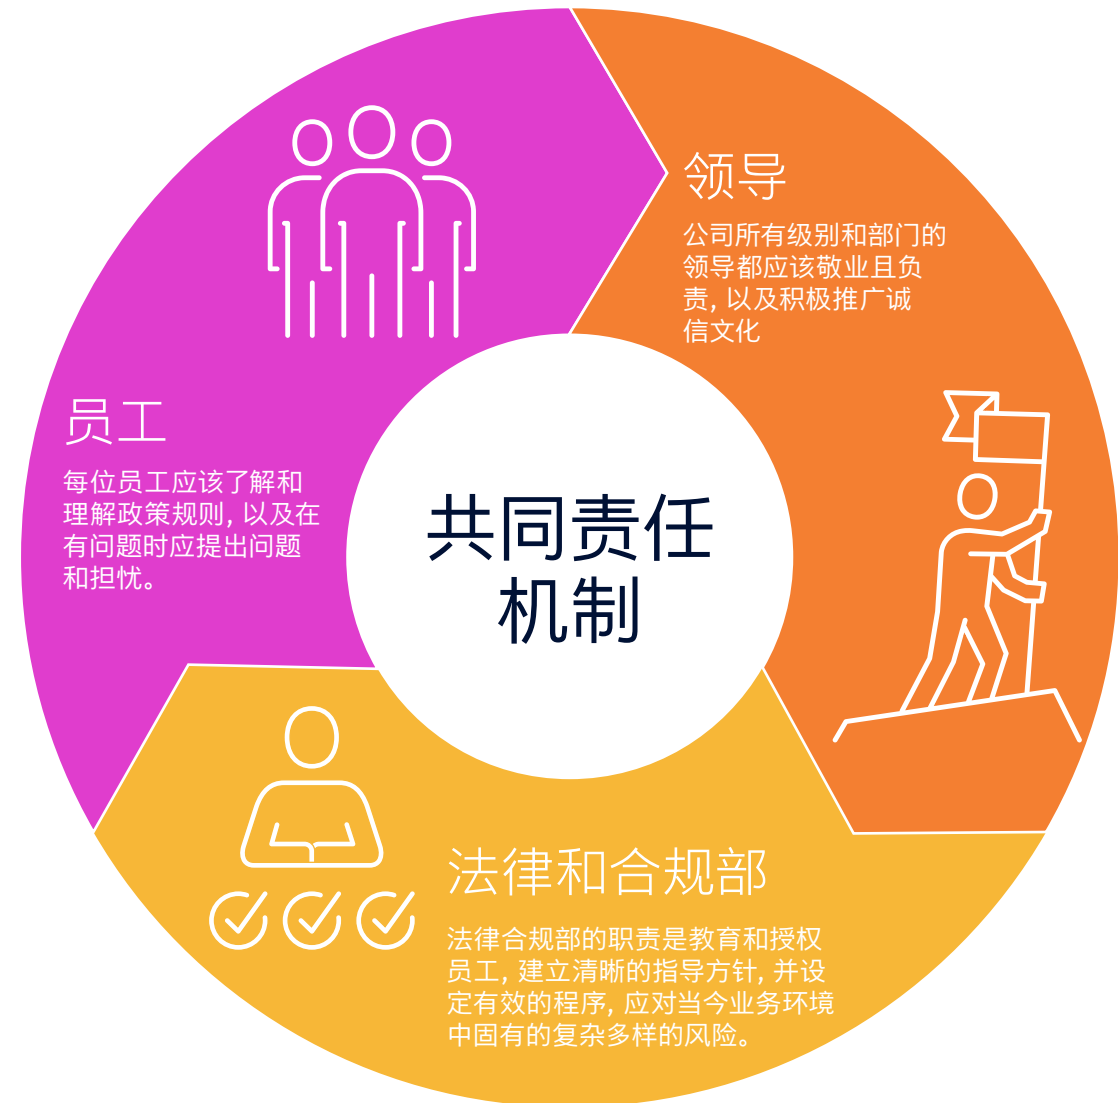 共同责任
机制
领导
公司所有级别和部门的
领导都应该敬业且负
责, 以及积极推广诚
信文化
员工
每位员工应该了解和
理解政策规则, 以及在
有问题时应提出问题
和担忧。
法律和合规部
法律合规部的职责是教育和授权
员工, 建立清晰的指导方针, 并设
定有效的程序, 应对当今业务环境
中固有的复杂多样的风险。